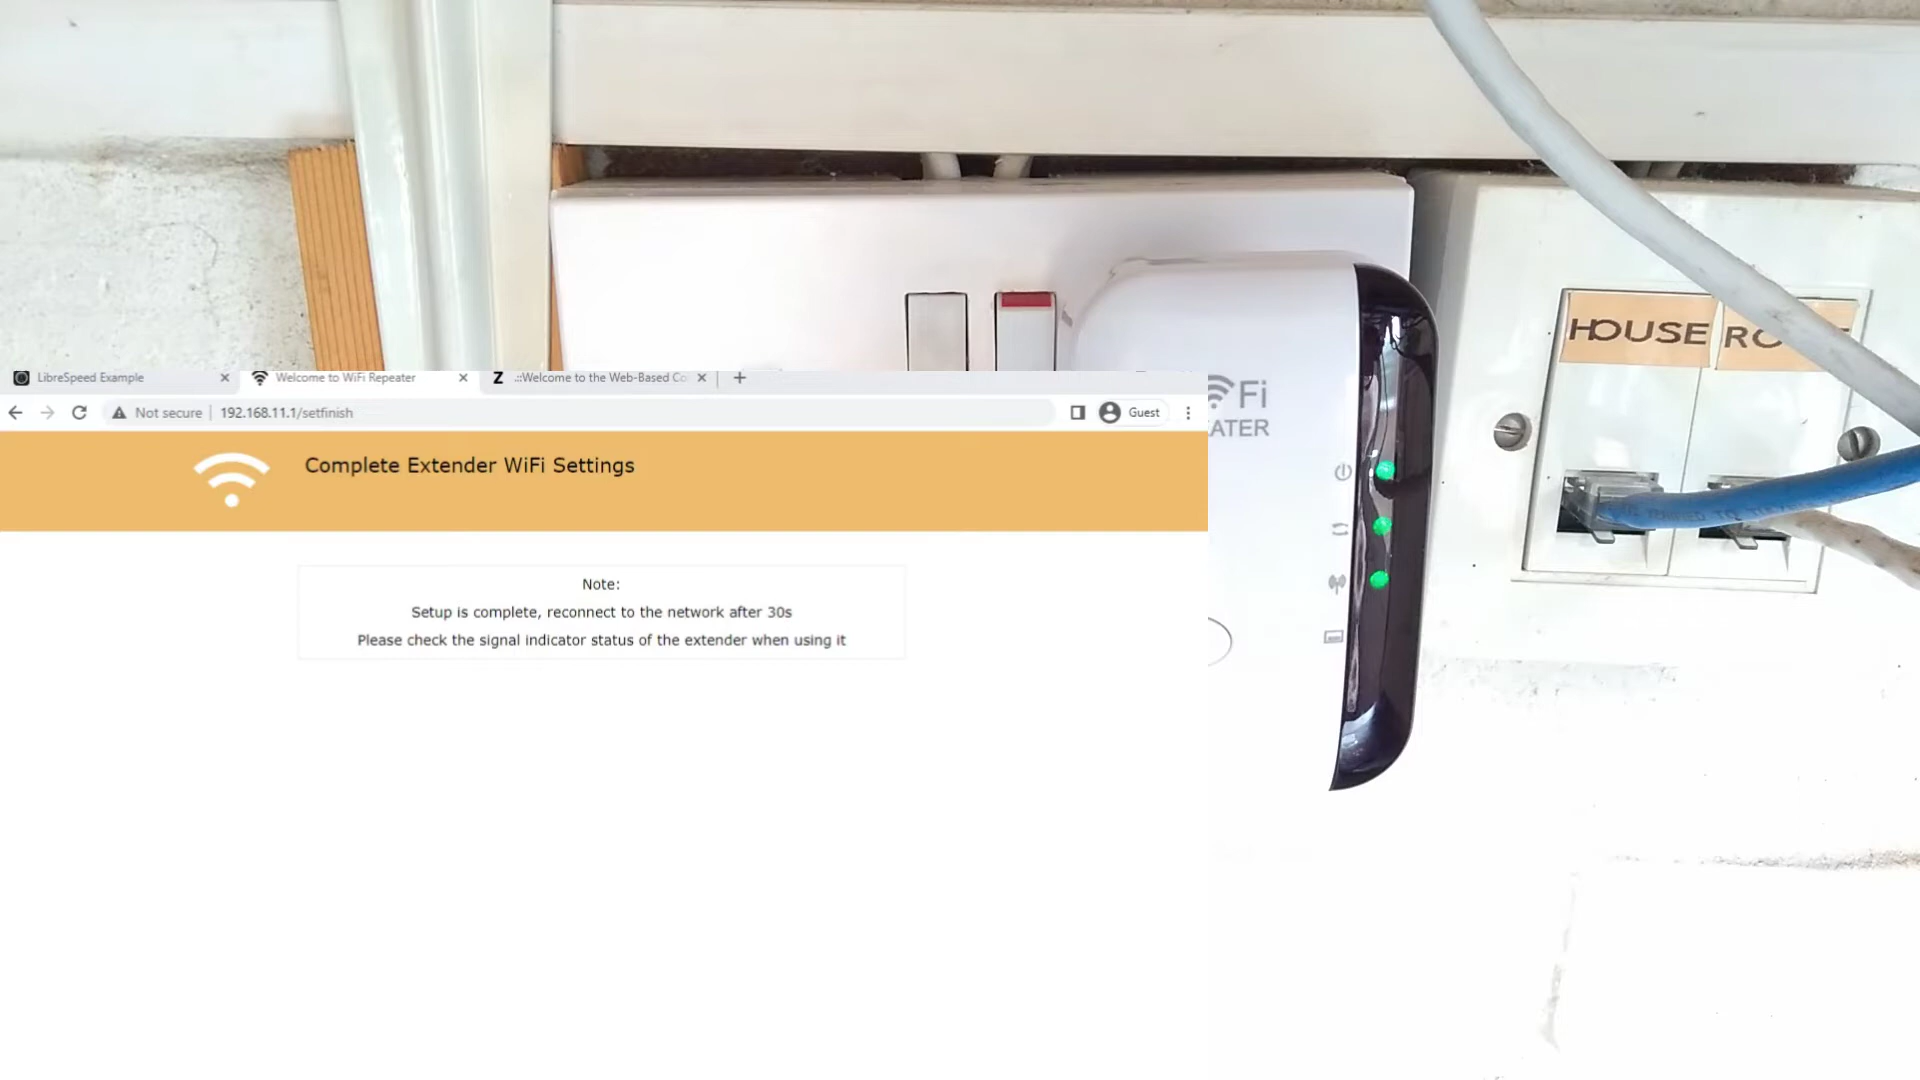 HOUSE
LibreSpeed Example
Welcome to WiFi Repeater
Z .::Welcome to the Web-Based Co
Not secure
192.168.11.1/setfinish
Guest
Fi
EATER
Complete Extender WiFi Settings
Note:
Setup is complete, reconnect to the network after 30s
Please check the signal indicator status of the extender when using it